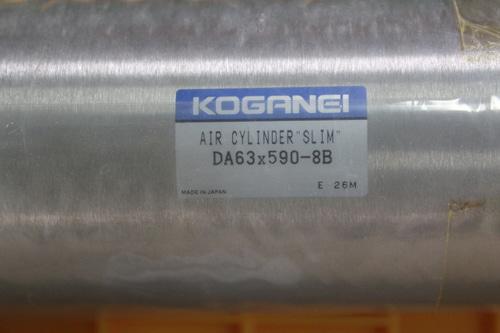 KOGANEI
AIR CYLINDER "SLIM"
DA63x590-8B
MADE IN JAPAN E 26M